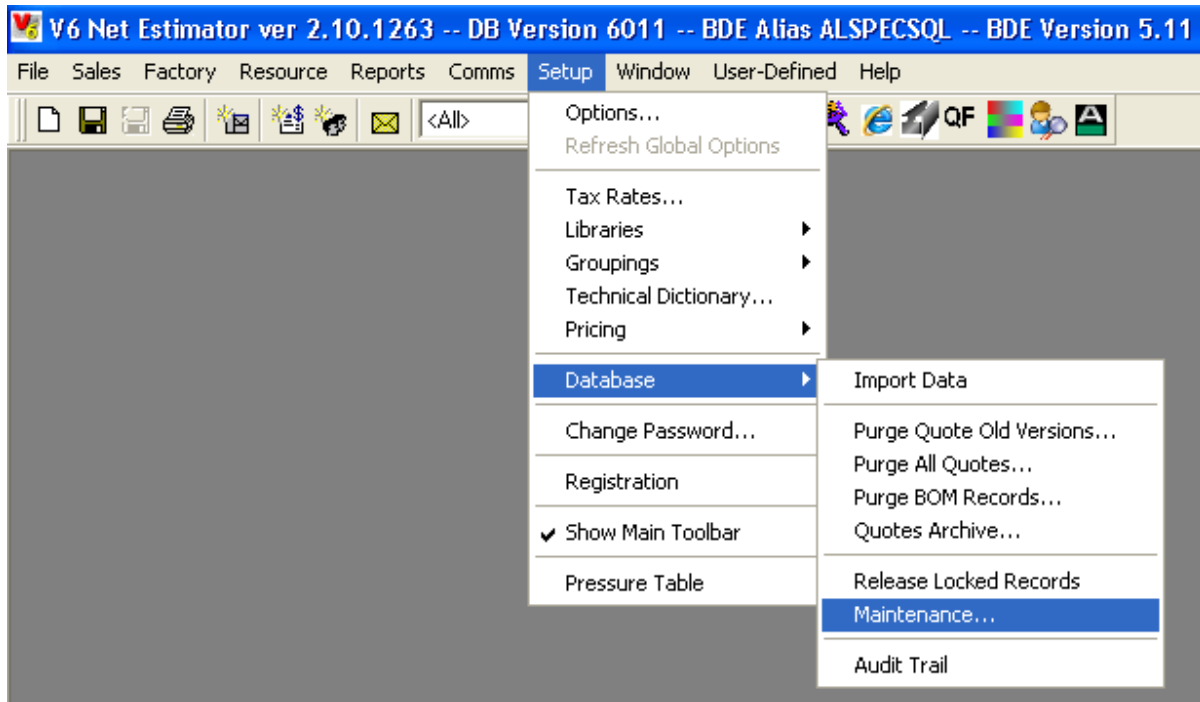 V6 Net Estimator ver 2.10.1263 -- DB Version 6011 -- BDE Alias ALSPECSQL -- BDE Version 5.11
File Sales Factory Resource Reports Comms Setup Window User-Defined Help
<All>
QF
Options...
Refresh Global Options
Tax Rates...
Libraries
Groupings
Technical Dictionary...
Pricing
Database
Change Password...
Registration
Show Main Toolbar
Pressure Table
Import Data
Purge Quote Old Versions...
Purge All Quotes...
Purge BOM Records...
Quotes Archive...
Release Locked Records
Maintenance...
Audit Trail